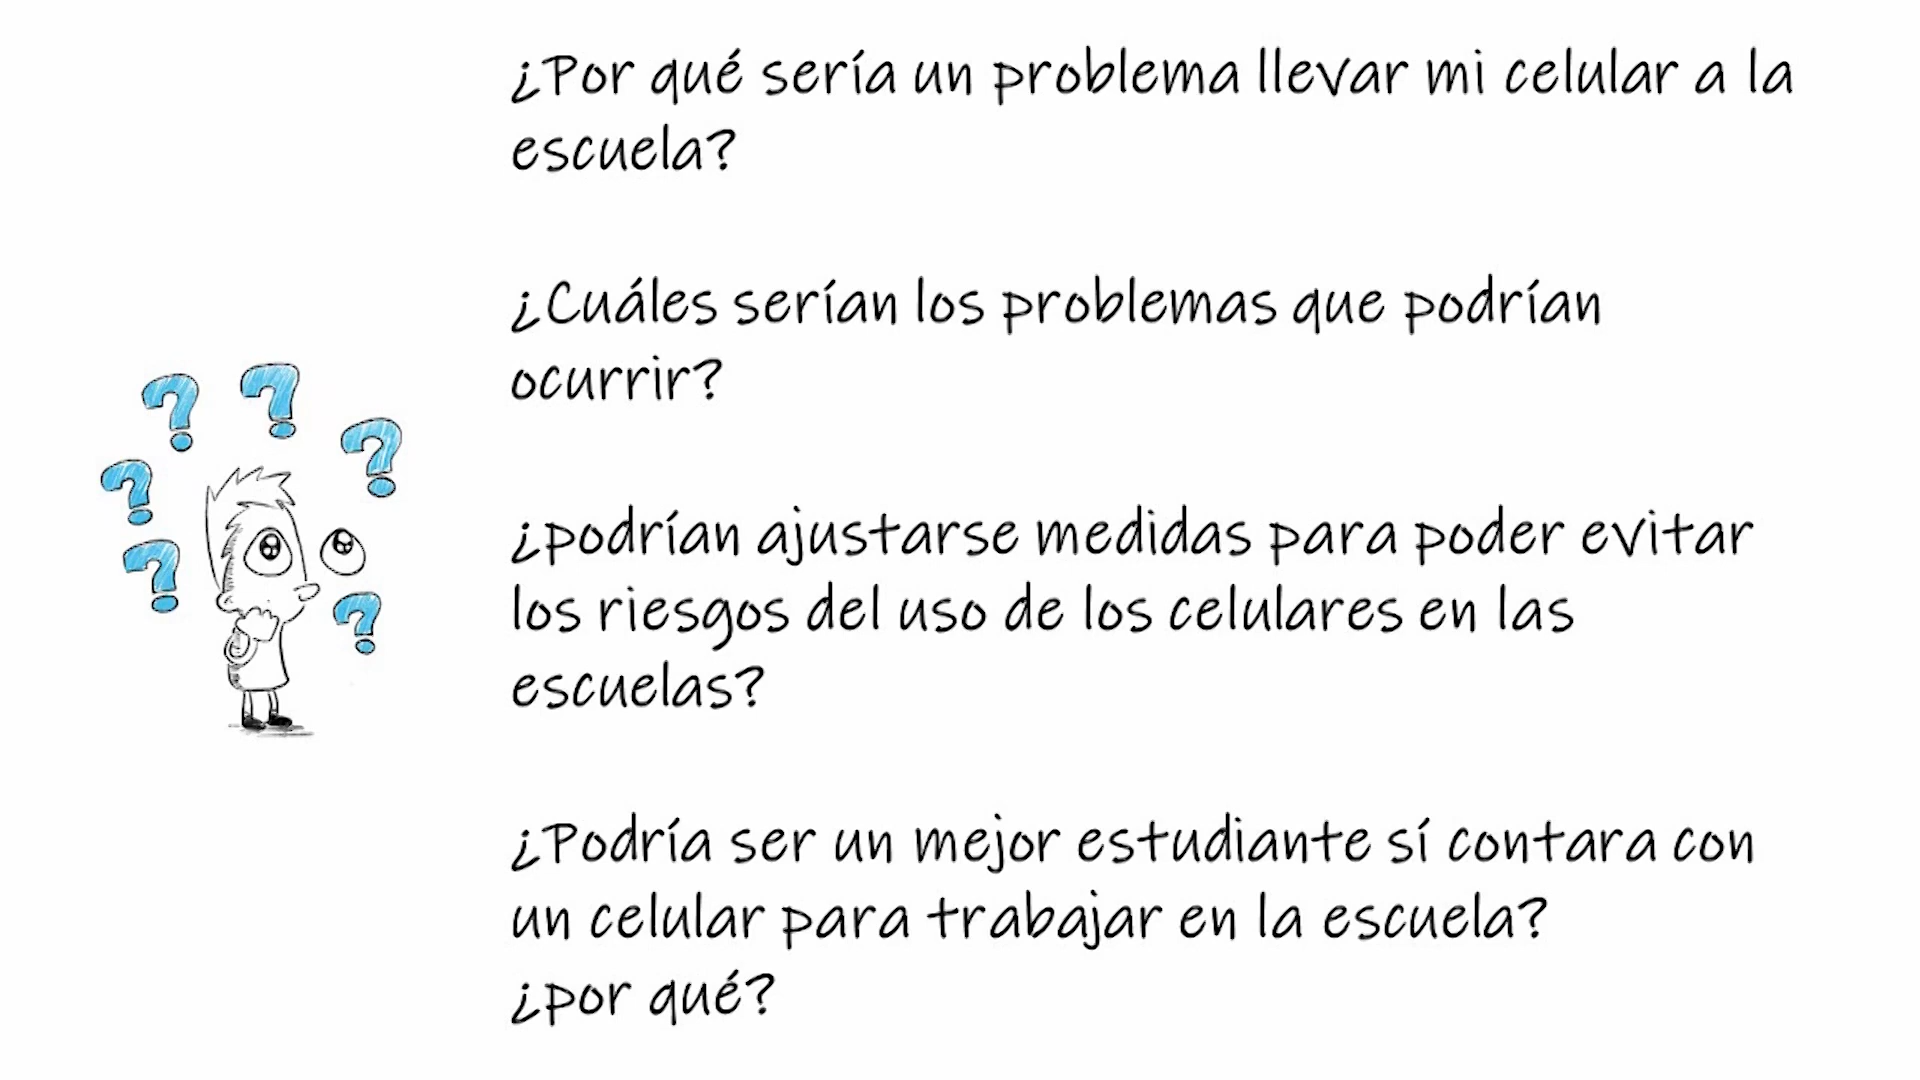 ¿Por qué sería un problema llevar mi celular a la
escuela?
¿Cuáles serían los problemas que podrían
ocurrir?
¿podrían ajustarse medidas para poder evitar
los riesgos del uso de los celulares en las
escuelas?
¿Podría ser un mejor estudiante sí contara con
un celular para trabajar en la escuela?
¿por qué?